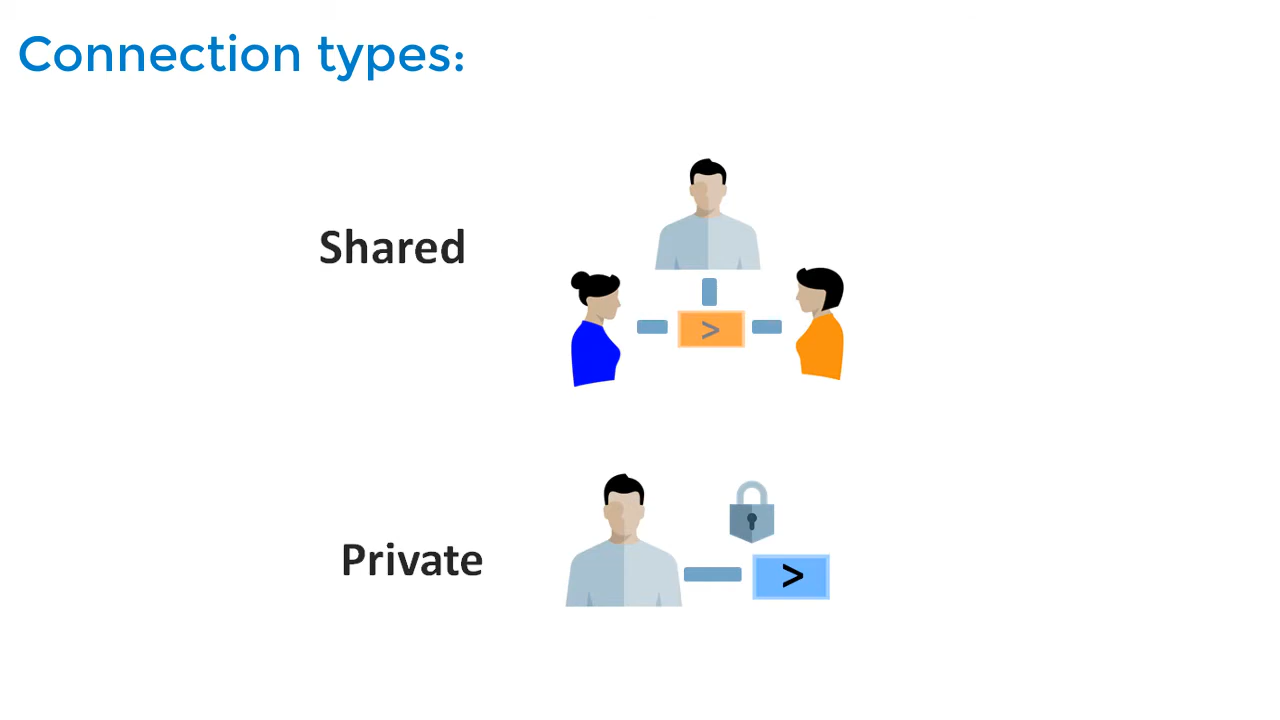 Connection types:
Shared
>
Private
>